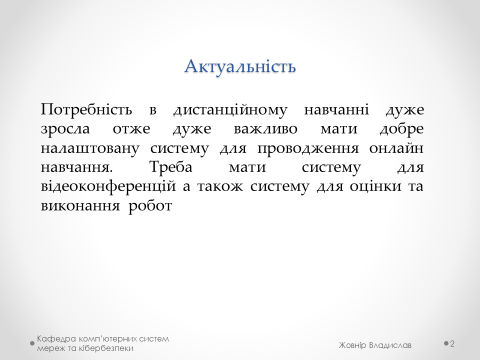 Актуальність
Потребність в дистанційному навчанні дуже
зросла отже дуже важливо мати добре
налаштовану систему для проводження онлайн
навчання. Треба мати систему для
відеоконференцій а також систему для оцінки та
виконання робот
Кафедра комп'ютерних систем
мереж та кібербезпеки
Жовнір Владислав
2